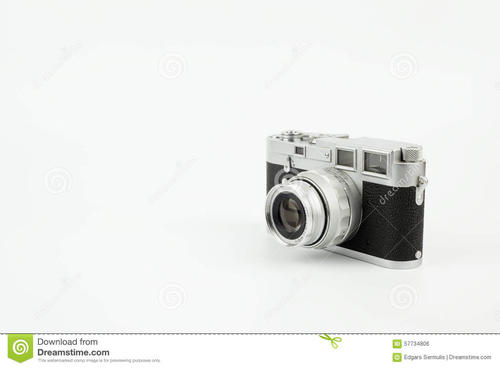 Download from
Dreamstime.com
This watermarked comp image is for previewing purposes only.
57734806
Edgars Sermulis | Dreamstime.com